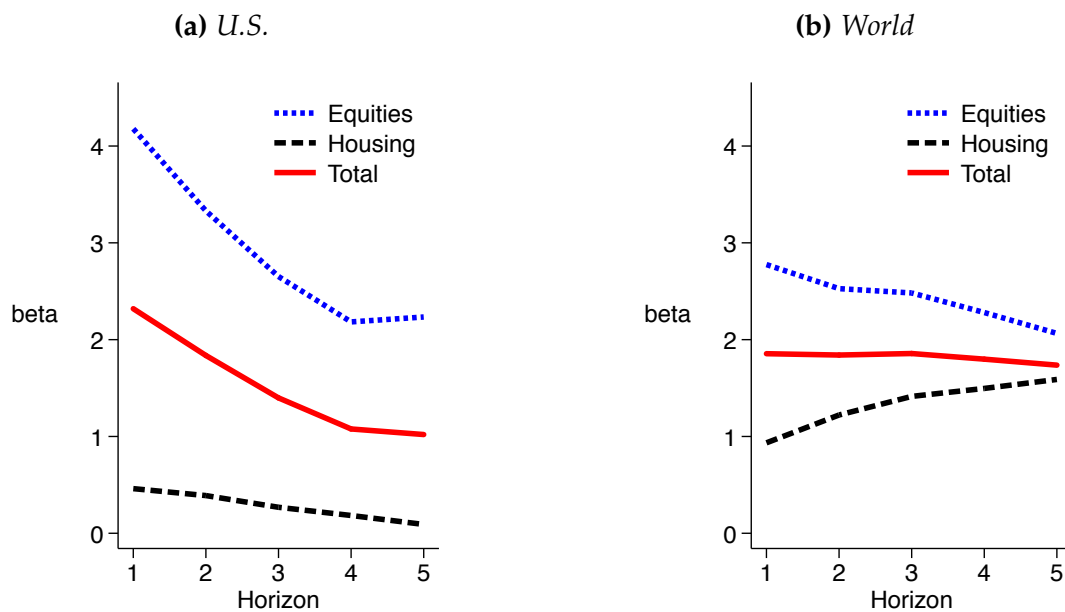 (a) U.S.
Equities
Housing
Total
4
3
2
1
0
beta
1 2 3 4 5
Horizon
(b) World
Equities
Housing
Total
4
3
2
1
0
beta
1 2 3 4 5
Horizon